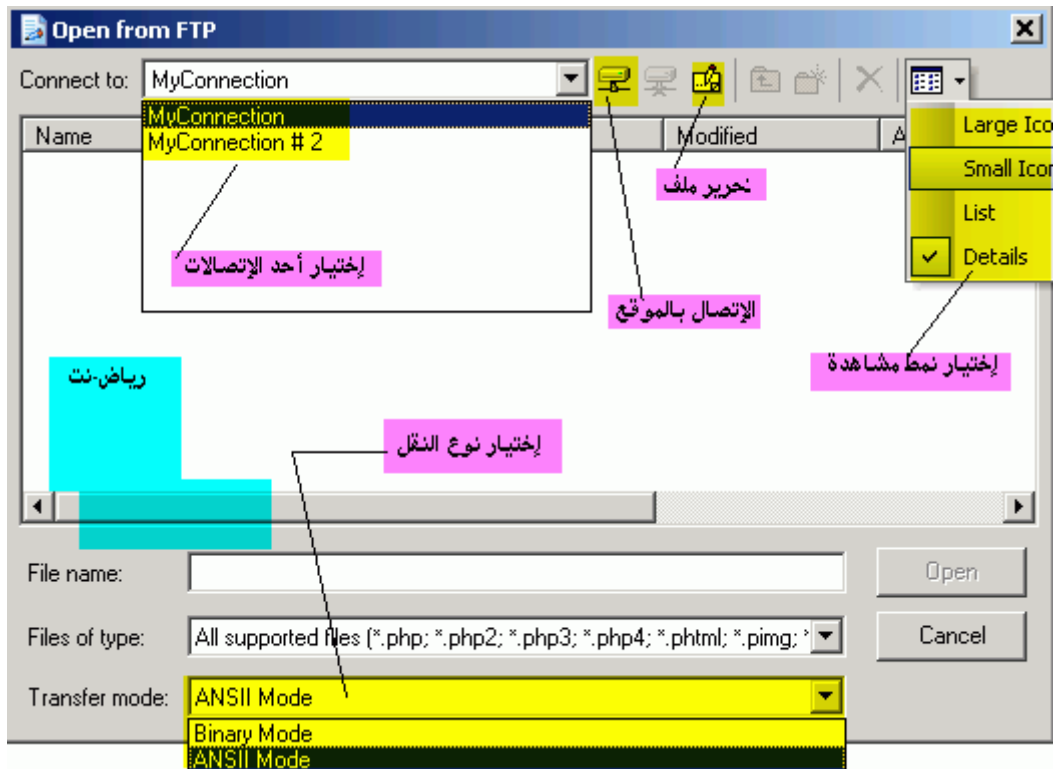 Open from FTP
Connect to: MyConnection
MyConnection
MyConnection # 2
Name Modified A
Large Ico
Small Icon
List
Details
تحرير ملف
إختيار أحد الإتصالات
الإتصال بالموقع
إختيار نمط مشاهدة
رياض-نت
إختيار نوع النقل
File name:
Open
Files of type: All supported files (*.php; *.php2; *.php3; *.php4; *.phtml; *.pimg; *
Cancel
Transfer mode: ANSII Mode
Binary Mode
ANSII Mode